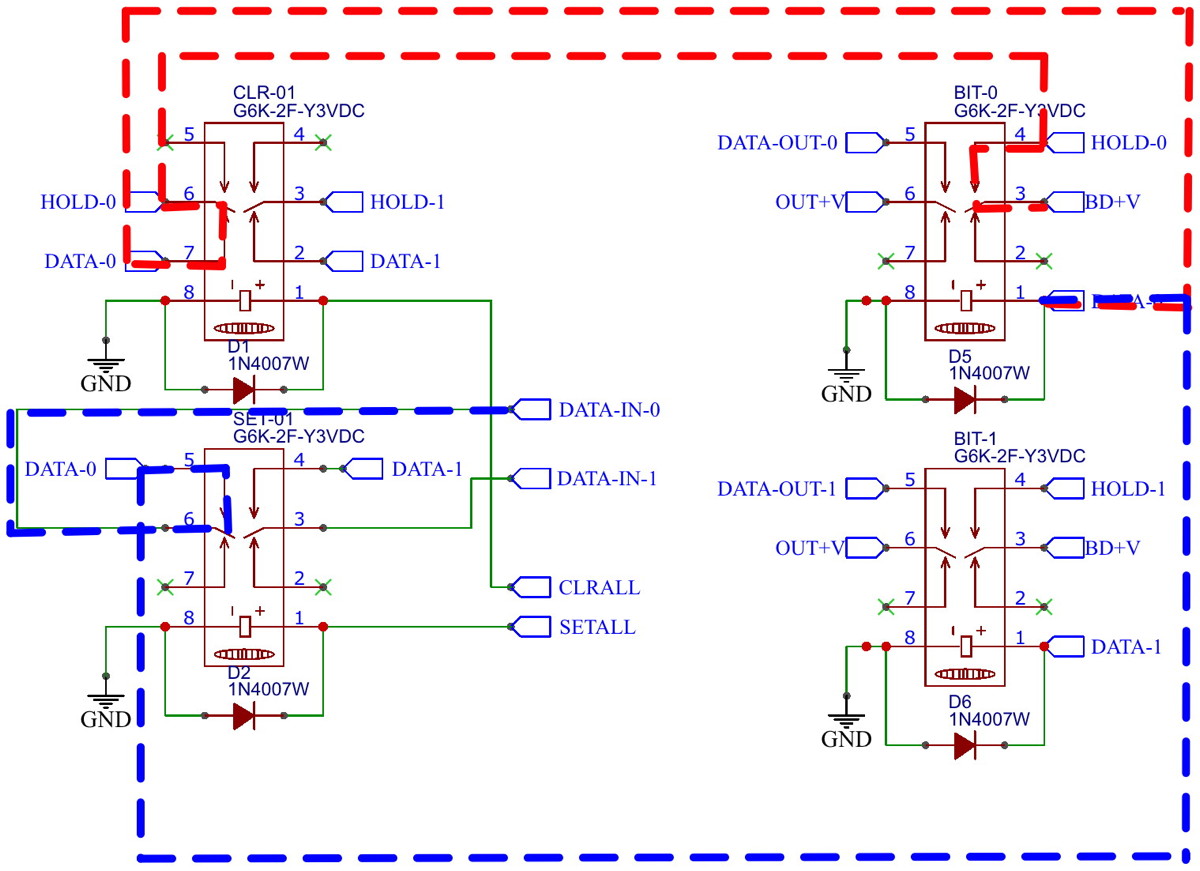 CLR-01
G6K-2F-Y3VDC
5 4
HOLD-0 6 3 HOLD-1
DATA-0 7 2 DATA-1
8 - + 1
D1
1N4007W
GND
DATA-IN-0
SET-01
G6K-2F-Y3VDC
DATA-0 5 4 DATA-1
DATA-IN-1
6 3
7 2
CLRALL
8 - + 1
SETALL
D2
1N4007W
GND
BIT-0
G6K-2F-Y3VDC
DATA-OUT-0 5 4 HOLD-0
OUT+V 6 3 BD+V
7 2
8 - + 1
D5
1N4007W
GND
BIT-1
G6K-2F-Y3VDC
DATA-OUT-1 5 4 HOLD-1
OUT+V 6 3 BD+V
7 2
8 - + 1 DATA-1
D6
1N4007W
GND